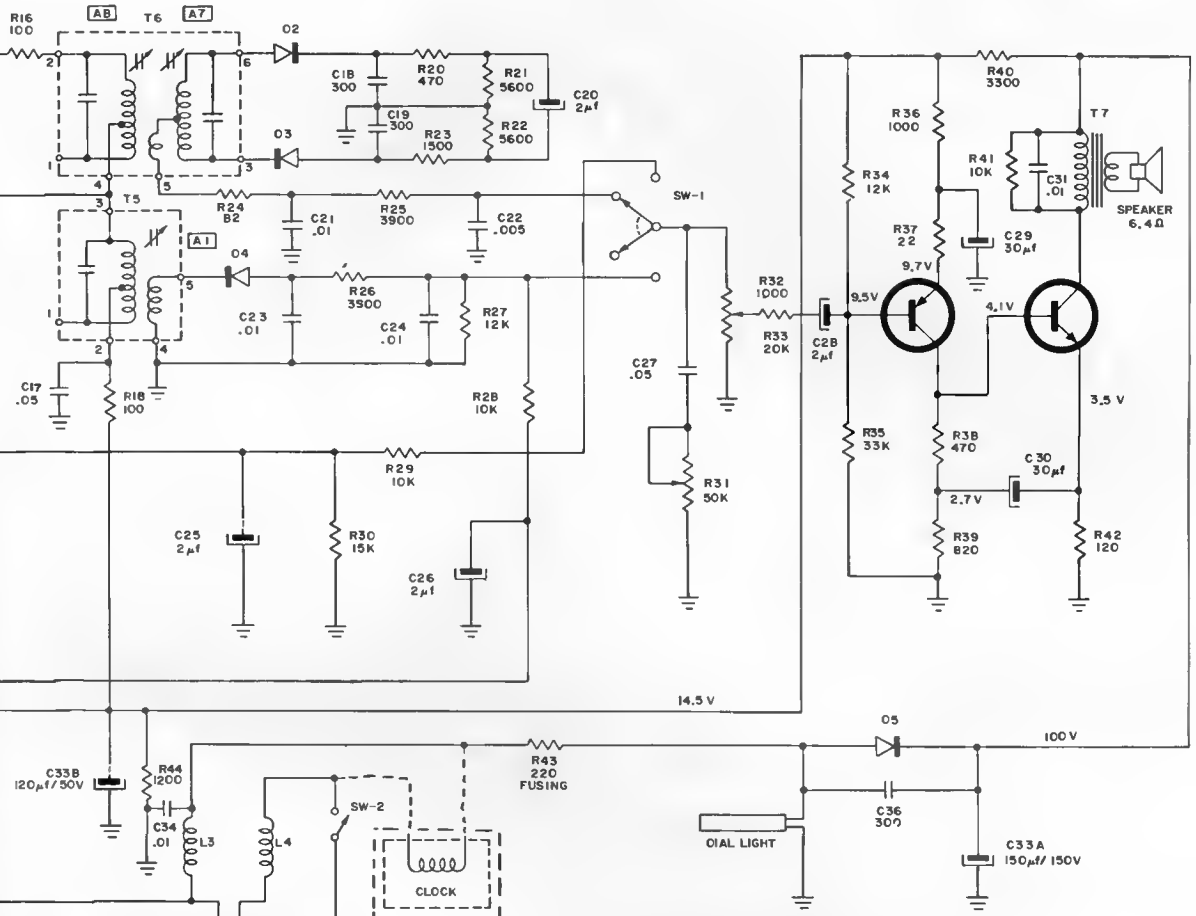 R16
100
A8
T6
A7
2
6
1
3
4
5
D2
C18
300
C19
300
R20
470
R21
5600
R22
5600
C20
2µf
D3
R23
1500
R24
82
C21
.01
R25
3900
C22
.005
SW-1
3
T5
A1
5
1
2
4
D4
C23
.01
R26
3900
C24
.01
R27
12K
C17
.05
R18
100
R28
10K
R29
10K
C25
2µf
R30
15K
C26
2µf
C27
.05
R31
50K
R32
1000
R33
20K
C28
2µf
R34
12K
R35
33K
R36
1000
R37
22
9.7V
9.5V
C29
30µf
R40
3300
R41
10K
C31
.01
T7
SPEAKER
6.4Ω
4.1V
3.5 V
R38
470
2.7V
C30
30µf
R39
820
R42
120
14.5 V
100V
D5
C36
300
C33A
150µf/150V
DIAL LIGHT
R43
220
FUSING
C33B
120µf/50V
R44
1200
C34
.01
L3
L4
SW-2
CLOCK